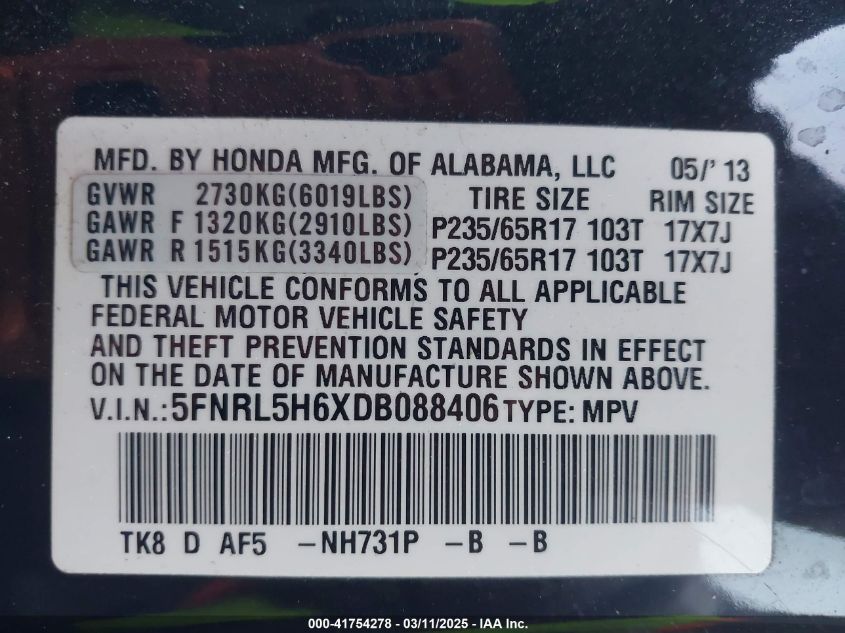 MFD. BY HONDA MFG. OF ALABAMA, LLC 05/' 13
GVWR 2730KG(6019LBS) TIRE SIZE RIM SIZE
GAWR F 1320KG(2910LBS) P235/65R17 103T 17X7J
GAWR R 1515KG(3340LBS) P235/65R17 103T 17X7J
THIS VEHICLE CONFORMS TO ALL APPLICABLE
FEDERAL MOTOR VEHICLE SAFETY
AND THEFT PREVENTION STANDARDS IN EFFECT
ON THE DATE OF MANUFACTURE SHOWN ABOVE.
V.I.N.: 5FNRL5H6XDB088406 TYPE: MPV
TK8 D AF5 -NH731P -B -B
000-41754278 - 03/11/2025 - IAA Inc.